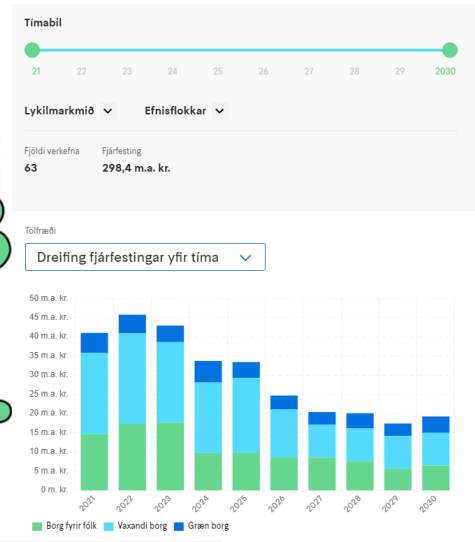 Tímabil
21 22 23 24 25 26 27 28 29 2030
Lykilmarkmið Efnisflokkar
Fjöldi verkefna Fjárfesting
63 298,4 m.a. kr.
Tölfræði
Dreifing fjárfestingar yfir tíma
50 m.a. kr.
45 m.a. kr.
40 m.a. kr.
35 m.a. kr.
30 m.a. kr.
25 m.a. kr.
20 m.a. kr.
15 m.a. kr.
10 m.a. kr.
5 m.a. kr.
0 m. kr.
2021 2022 2023 2024 2025 2026 2027 2028 2029 2030
Borg fyrir fólk Vaxandi borg Græn borg